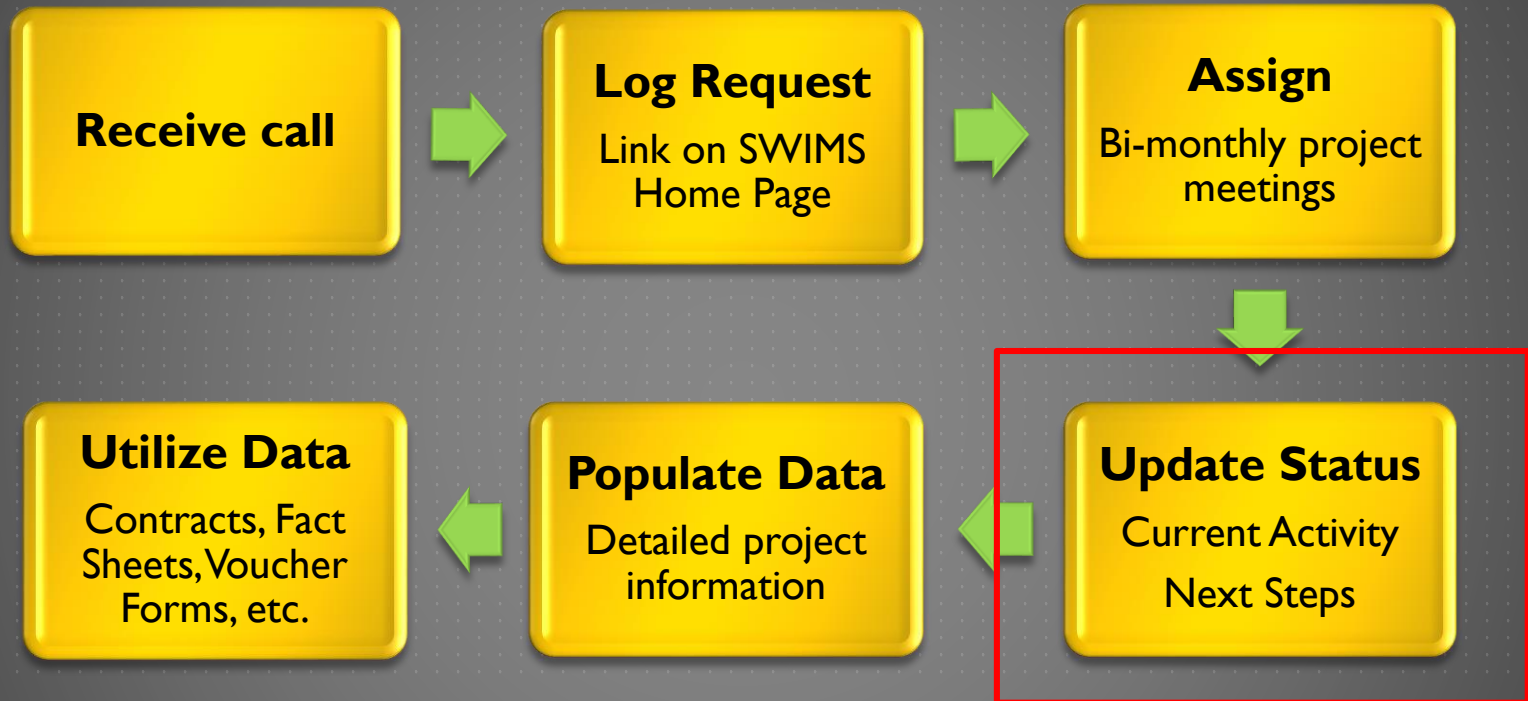 Receive call
Log Request
Link on SWIMS
Home Page
Assign
Bi-monthly project
meetings
Update Status
Current Activity
Next Steps
Populate Data
Detailed project
information
Utilize Data
Contracts, Fact
Sheets, Voucher
Forms, etc.